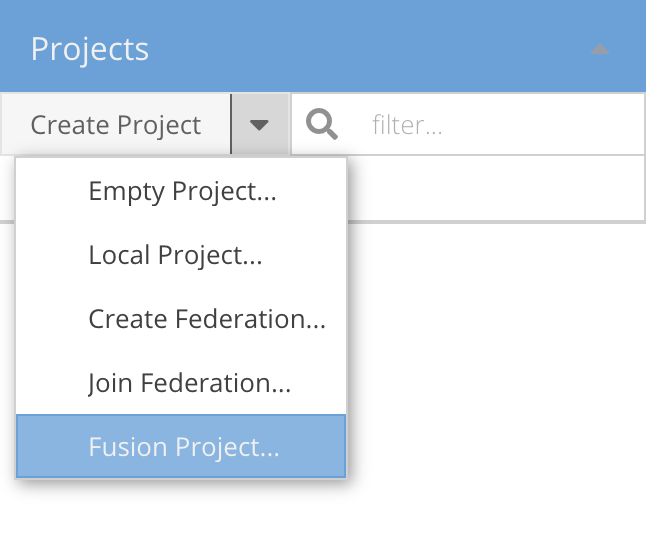 Projects
Create Project
filter...
Empty Project...
Local Project...
Create Federation...
Join Federation...
Fusion Project...